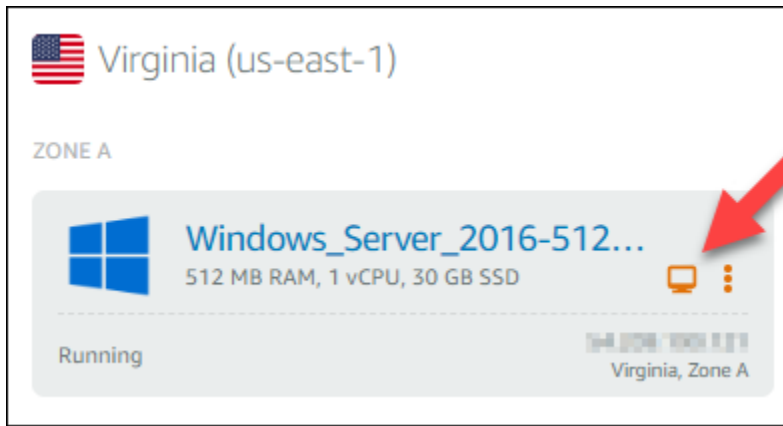 Virginia (us-east-1)
ZONE A
Windows_Server_2016-512...
512 MB RAM, 1 vCPU, 30 GB SSD
Running
Virginia, Zone A